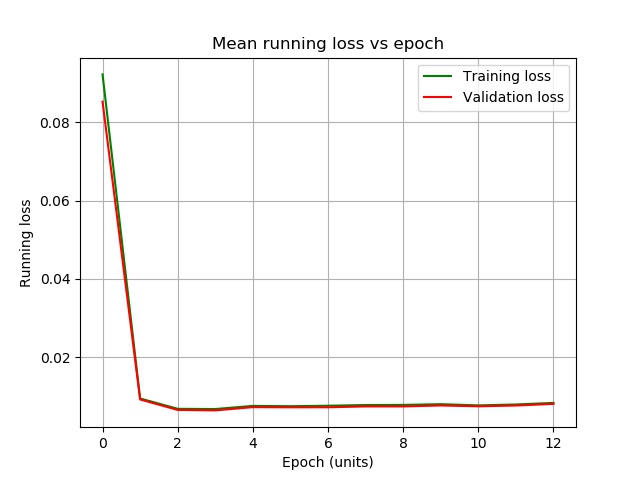 Mean running loss vs epoch
Training loss
Validation loss
0.08
0.06
0.04
0.02
Running loss
0 2 4 6 8 10 12
Epoch (units)